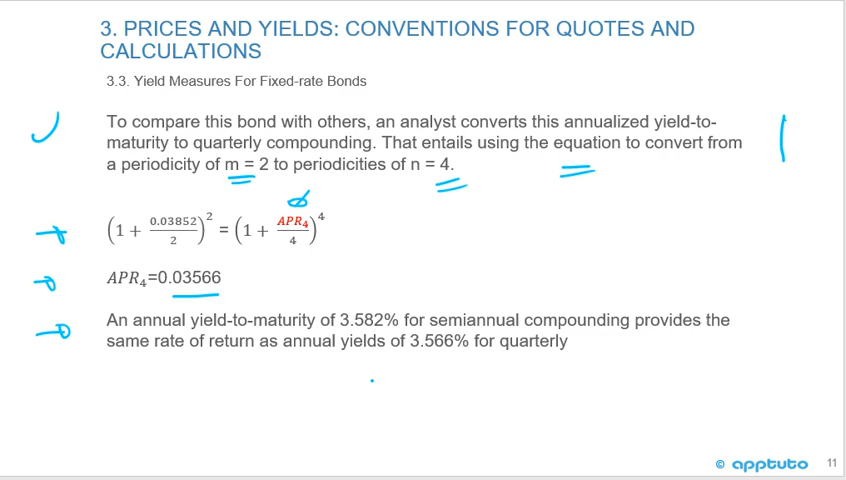 3. PRICES AND YIELDS: CONVENTIONS FOR QUOTES AND
CALCULATIONS
3.3. Yield Measures For Fixed-rate Bonds
To compare this bond with others, an analyst converts this annualized yield-to-
maturity to quarterly compounding. That entails using the equation to convert from
a periodicity of m = 2 to periodicities of n = 4.
(1 + 0.03852/2)² = (1 + APR₄/4)⁴
APR₄=0.03566
An annual yield-to-maturity of 3.582% for semiannual compounding provides the
same rate of return as annual yields of 3.566% for quarterly
© apptuto 11